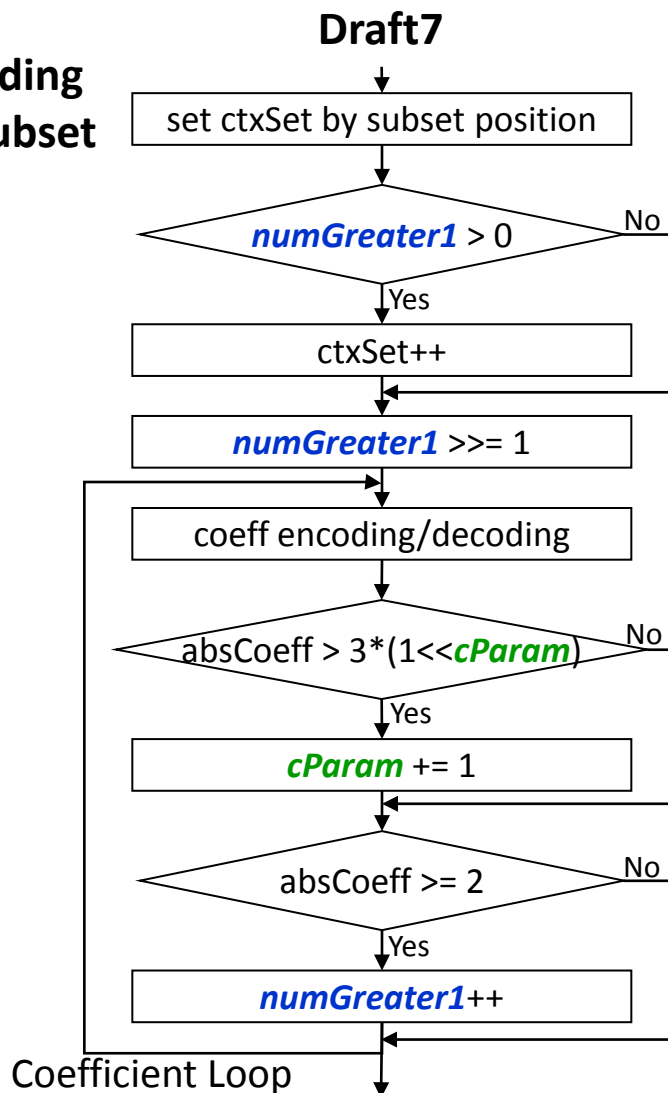 Draft7
ding
ubset
set ctxSet by subset position
numGreater1 > 0
No
Yes
ctxSet++
numGreater1 >>= 1
coeff encoding/decoding
absCoeff > 3*(1<<cParam)
No
Yes
cParam += 1
absCoeff >= 2
No
Yes
numGreater1++
Coefficient Loop